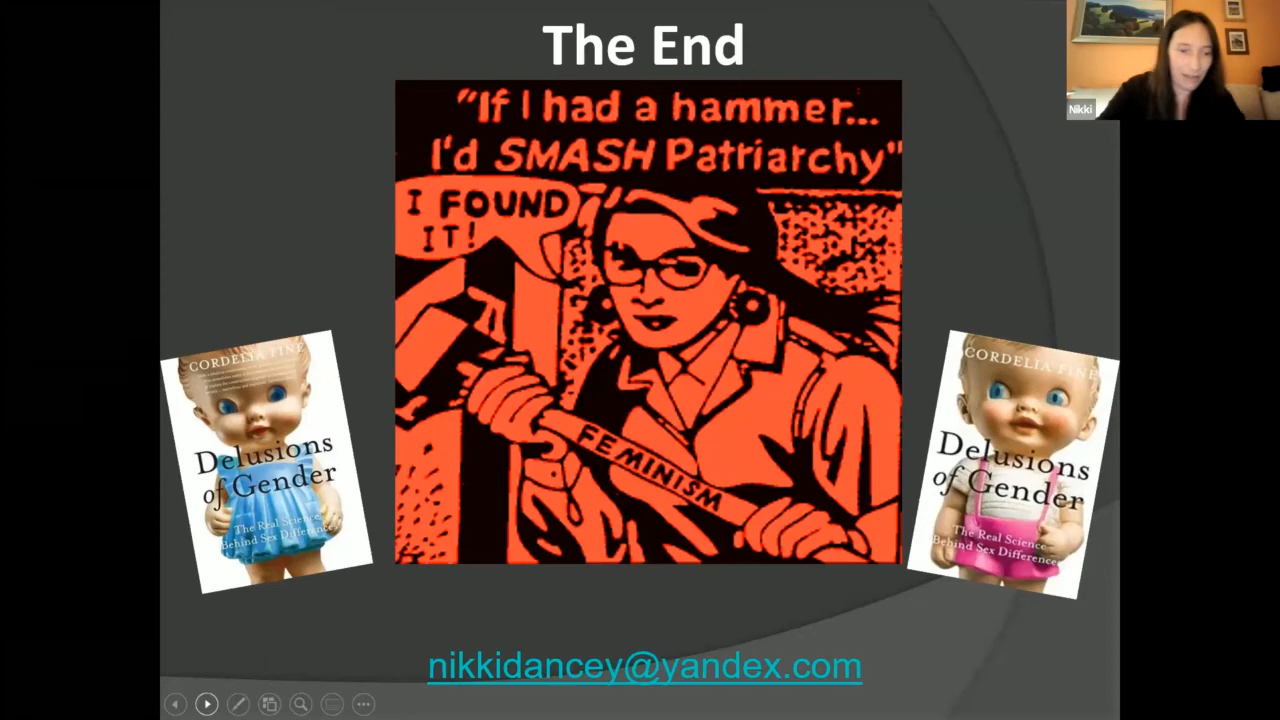 The End
Nikki
"If I had a hammer...
I'd SMASH Patriarchy"
I FOUND
IT!
FEMINISM
CORDELIA FINE
Delusions
of Gender
The Real Science
Behind Sex Differences
CORDELIA FINE
Delusions
of Gender
The Real Science
Behind Sex Differences
nikkidancey@yandex.com